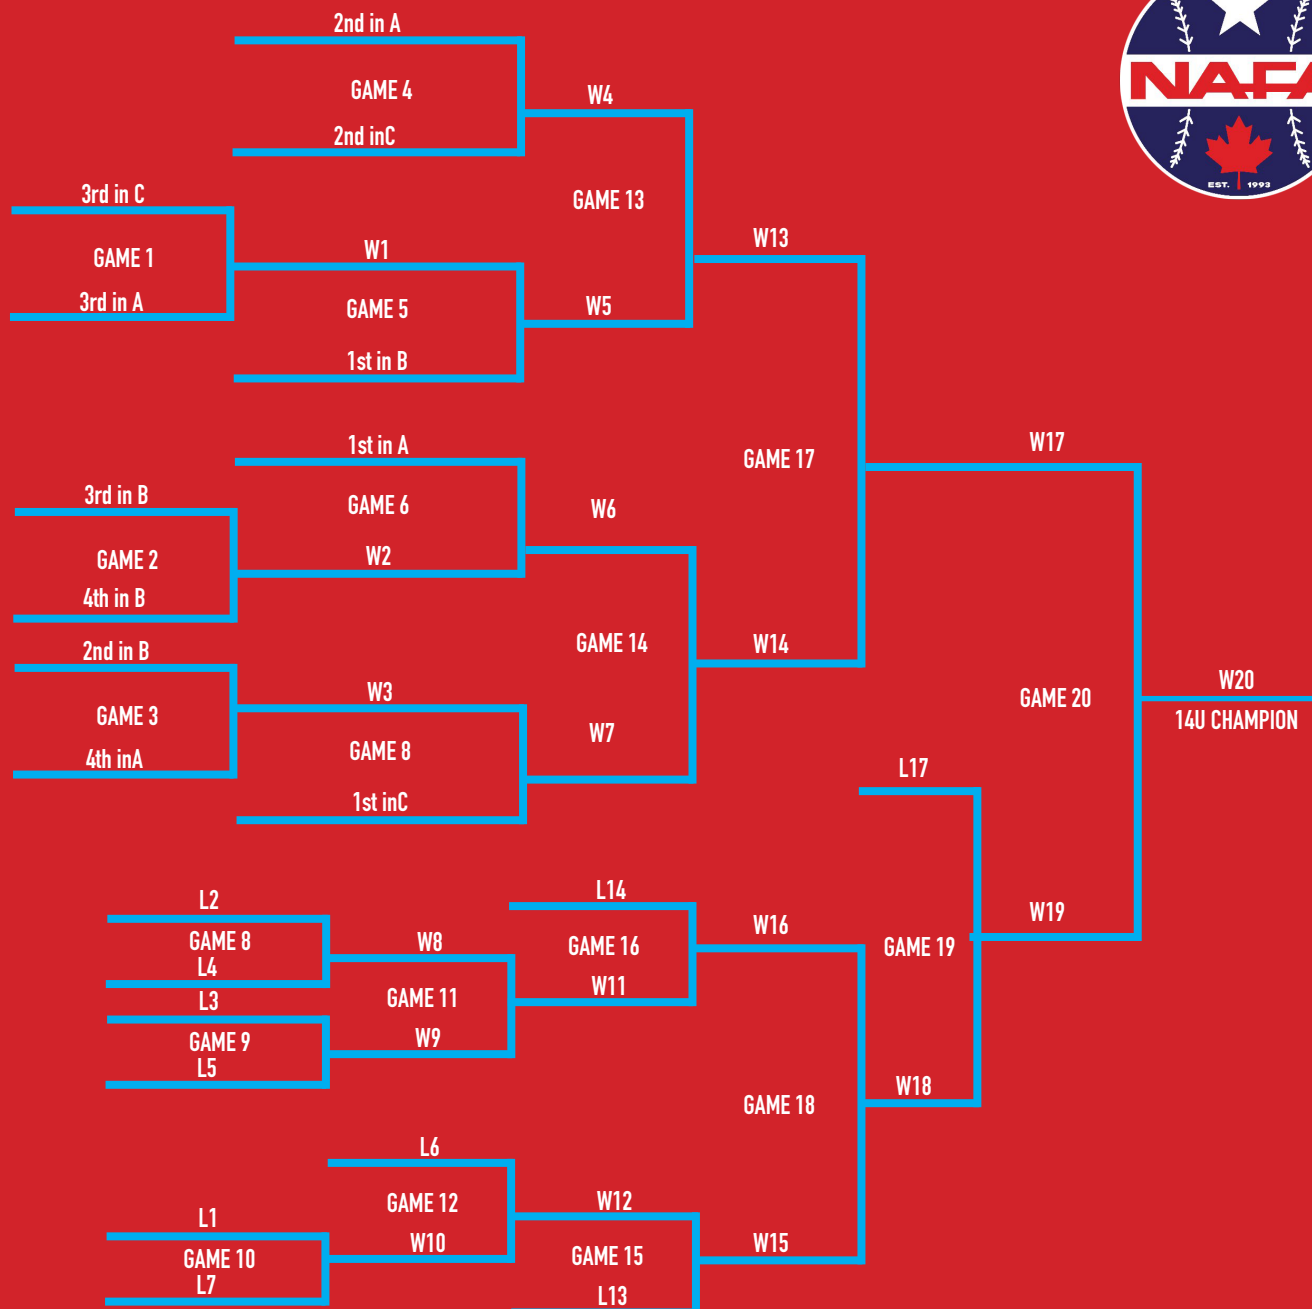 2nd in A
GAME 4
2nd inC
W4
GAME 13
3rd in C
GAME 1
3rd in A
W1
GAME 5
1st in B
W5
W13
1st in A
GAME 6
W2
W6
3rd in B
GAME 2
4th in B
2nd in B
GAME 3
4th inA
W3
GAME 8
1st inC
GAME 14
W7
GAME 17
W14
W17
GAME 20
W20
14U CHAMPION
L17
GAME 19
W19
W18
L2
GAME 8
L4
L3
GAME 9
L5
W8
GAME 11
W9
L14
GAME 16
W11
W16
GAME 18
L6
GAME 12
W10
L1
GAME 10
L7
W12
GAME 15
L13
W15
NAFA
EST. 1993